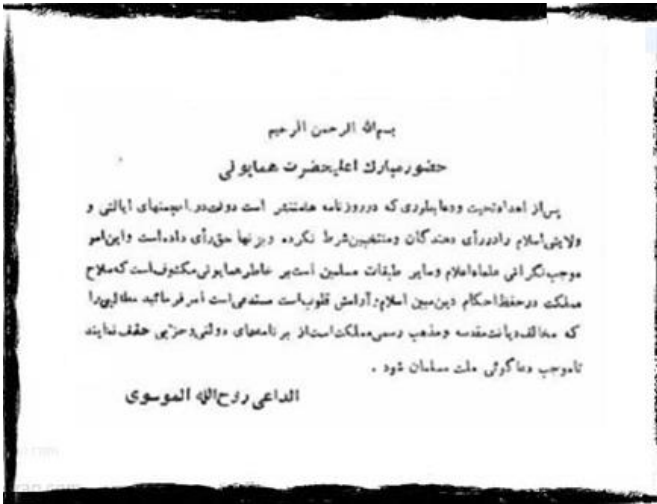 بسم‌الله الرحمن الرحیم
حضور مبارك اعلیحضرت همایونی
پس‌از اهداء تحیت و دعا بطوری که در روزنامه ها منتشر است دولت در انجمنهای ایالتی و
ولایتی اسلام را در رأی دهندگان و منتخبین شرط نکرده و بزنها حق رأی داده است و این امر
موجب نگرانی علماء اعلام و سایر طبقات مسلمین است بر خاطر همایونی مکشوف است که صلاح
مملکت در حفظ احکام دین مبین اسلام و آرامش قلوب است مستدعی است امر فرمائید مطالبی را
که مخالف دیانت مقدسه و مذهب رسمی مملکت است از برنامه‌های دولتی و حزبی حذف نمایند
تا موجب دعا گوئی ملت مسلمان شود .
الداعی روح‌الله الموسوی